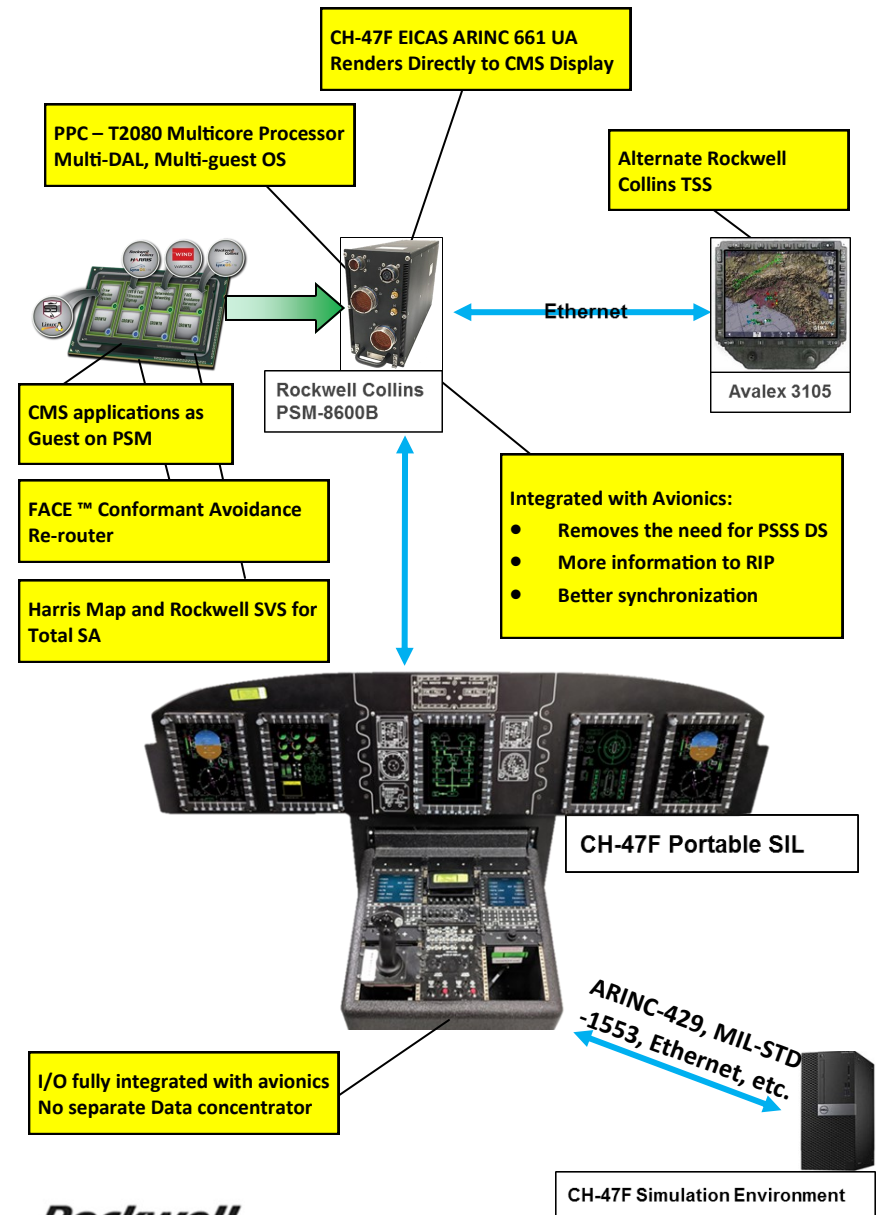 CH-47F EICAS ARINC 661 UA
Renders Directly to CMS Display
PPC – T2080 Multicore Processor
Multi-DAL, Multi-guest OS
Alternate Rockwell
Collins TSS
HARRIS
WIND
LinuxA
Ethernet
Rockwell Collins
PSM-8600B
Avalex 3105
CMS applications as
Guest on PSM
FACE ™ Conformant Avoidance
Re-router
Harris Map and Rockwell SVS for
Total SA
Integrated with Avionics:
● Removes the need for PSSS DS
● More information to RIP
● Better synchronization
CH-47F Portable SIL
ARINC-429, MIL-STD
-1553, Ethernet, etc.
I/O fully integrated with avionics
No separate Data concentrator
CH-47F Simulation Environment
Rockwell